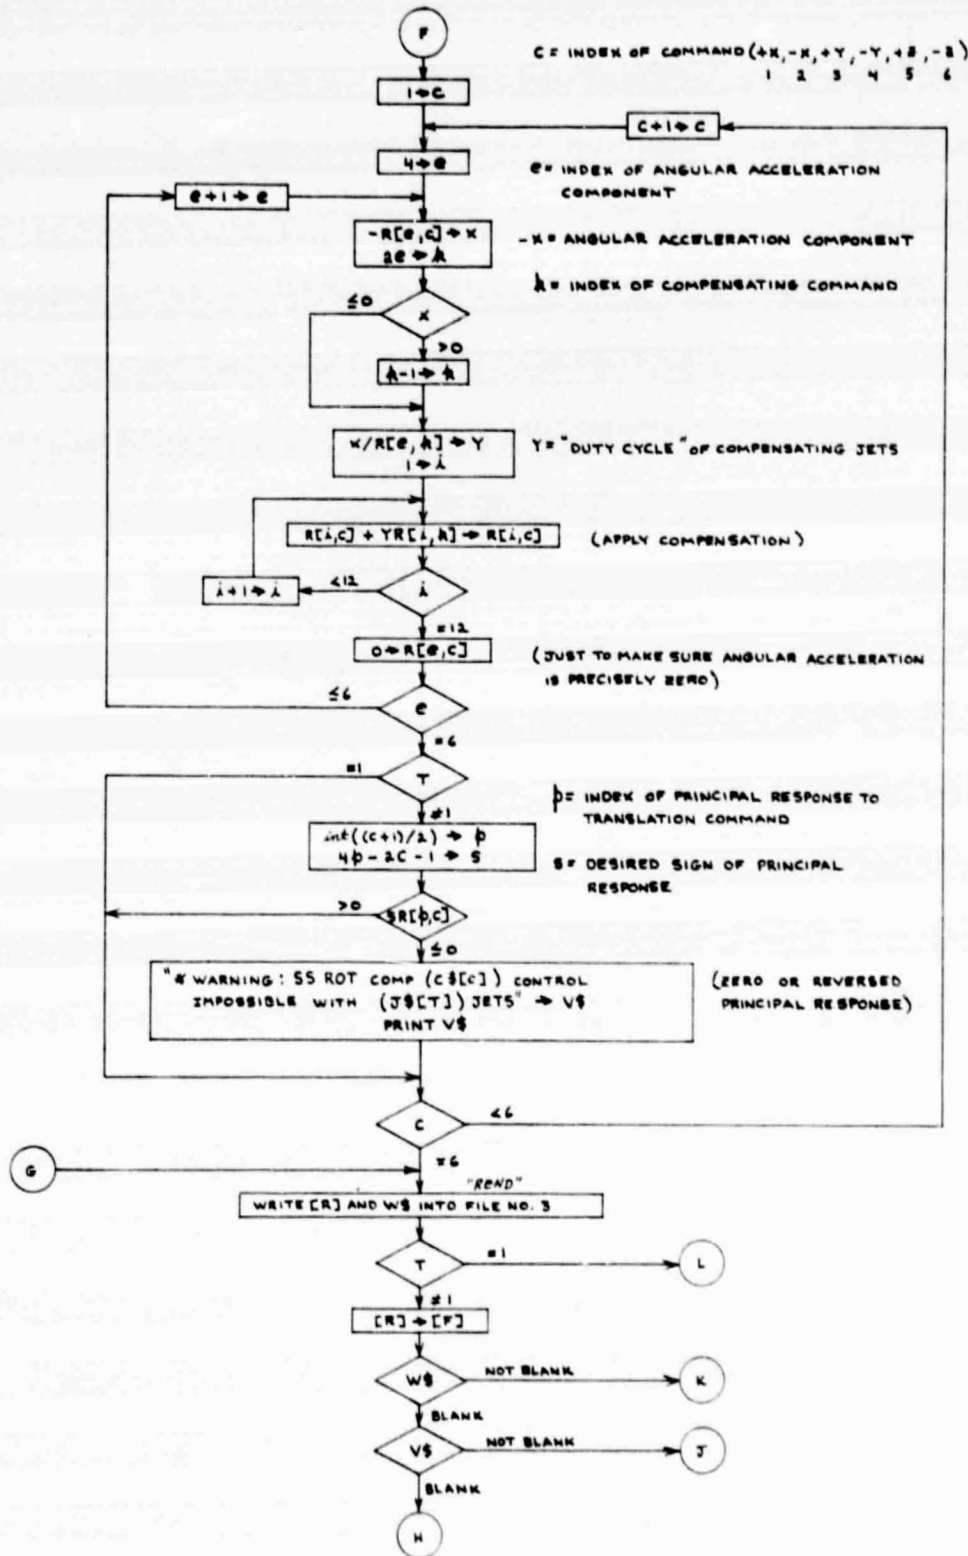 F
C = INDEX OF COMMAND (+X, -X, +Y, -Y, +Z, -Z)
1 2 3 4 5 6
1→C
C+1→C
4→e
e = INDEX OF ANGULAR ACCELERATION
COMPONENT
e+1→e
-R[e,c]→X
2e→k
-X = ANGULAR ACCELERATION COMPONENT
k = INDEX OF COMPENSATING COMMAND
≤0
X
>0
k-1→k
X/R[e,k]→Y
1→i
Y = "DUTY CYCLE" OF COMPENSATING JETS
R[i,c] + YR[i,k]→R[i,c]
(APPLY COMPENSATION)
i+1→i
<12
i
=12
0→R[e,c]
(JUST TO MAKE SURE ANGULAR ACCELERATION
IS PRECISELY ZERO)
≤6
e
=6
=1
T
≠1
p = INDEX OF PRINCIPAL RESPONSE TO
TRANSLATION COMMAND
int((C+1)/2)→p
4p-2C-1→S
S = DESIRED SIGN OF PRINCIPAL
RESPONSE
>0
SR[p,c]
≤0
"# WARNING: SS ROT COMP (C$[C]) CONTROL
IMPOSSIBLE WITH (J$[T]) JETS"→V$
PRINT V$
(ZERO OR REVERSED
PRINCIPAL RESPONSE)
C
<6
G
=6
"REND"
WRITE [R] AND W$ INTO FILE NO. 3
T
=1
L
≠1
[R]→[F]
W$
NOT BLANK
K
BLANK
V$
NOT BLANK
J
BLANK
H